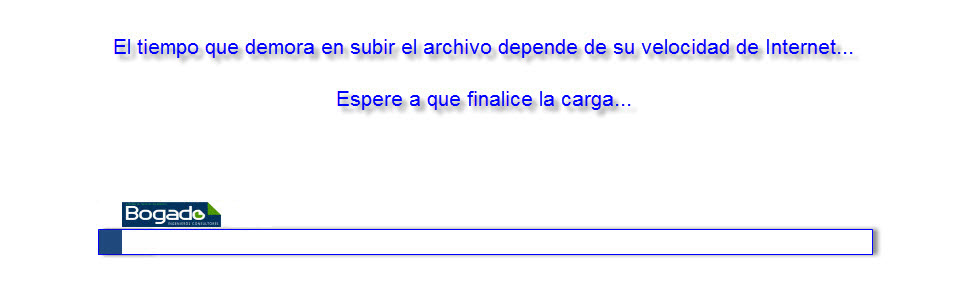 El tiempo que demora en subir el archivo depende de su velocidad de Internet...
Espere a que finalice la carga...
Bogado
INGENIEROS CONSULTORES